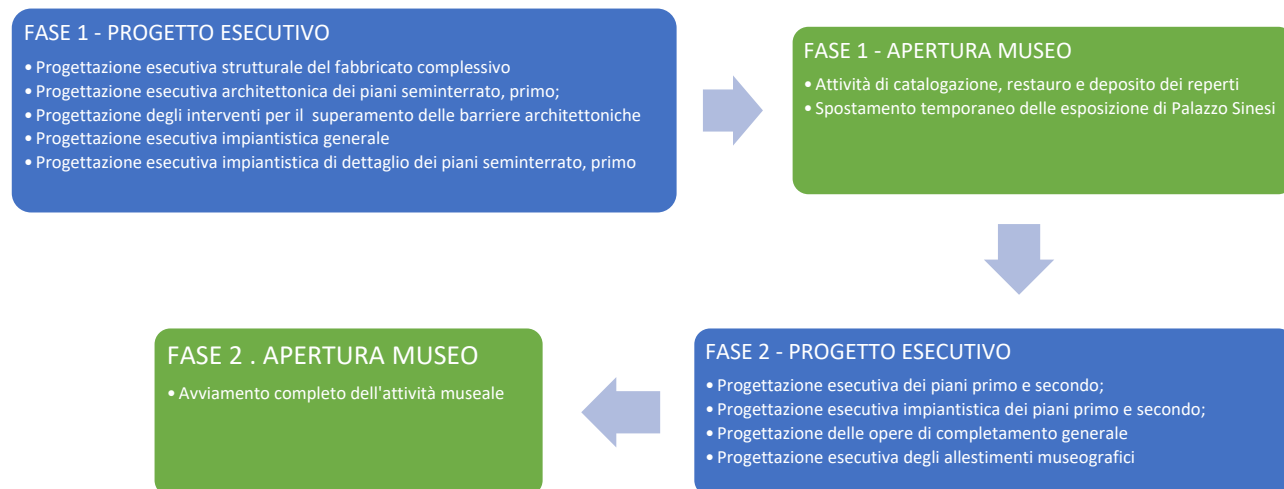 FASE 1 - PROGETTO ESECUTIVO
• Progettazione esecutiva strutturale del fabbricato complessivo
• Progettazione esecutiva architettonica dei piani seminterrato, primo;
• Progettazione degli interventi per il superamento delle barriere architettoniche
• Progettazione esecutiva impiantistica generale
• Progettazione esecutiva impiantistica di dettaglio dei piani seminterrato, primo
FASE 1 - APERTURA MUSEO
• Attività di catalogazione, restauro e deposito dei reperti
• Spostamento temporaneo delle esposizione di Palazzo Sinesi
FASE 2 - PROGETTO ESECUTIVO
• Progettazione esecutiva dei piani primo e secondo;
• Progettazione esecutiva impiantistica dei piani primo e secondo;
• Progettazione delle opere di completamento generale
• Progettazione esecutiva degli allestimenti museografici
FASE 2 . APERTURA MUSEO
• Avviamento completo dell'attività museale